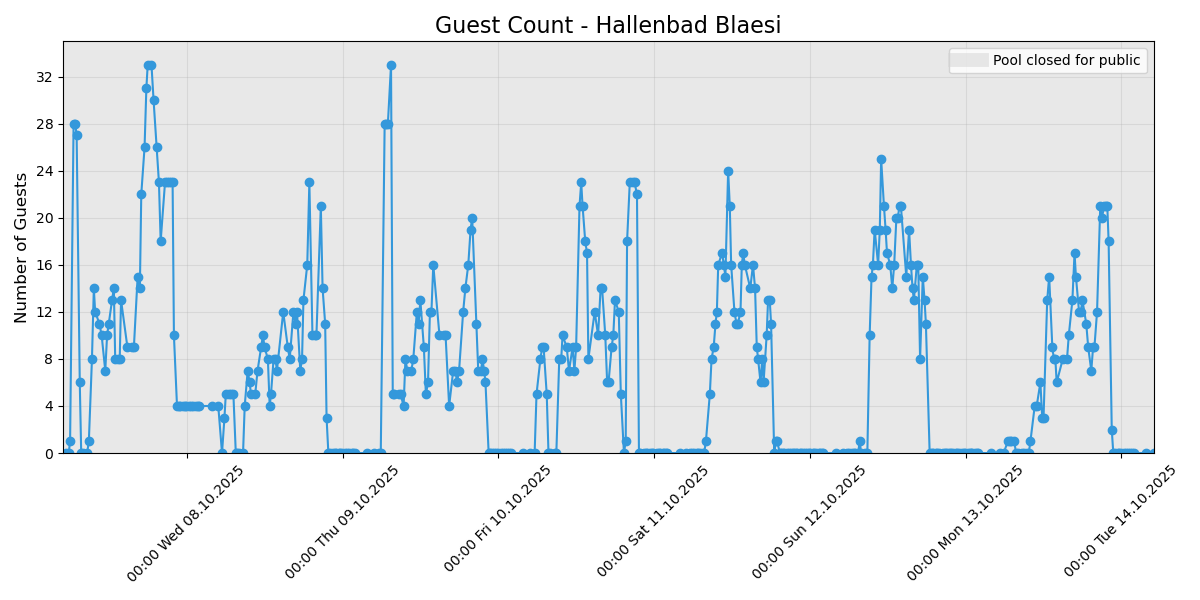 Guest Count - Hallenbad Blaesi
Pool closed for public
Number of Guests
32
28
24
20
16
12
8
4
0
00:00 Wed 08.10.2025
00:00 Thu 09.10.2025
00:00 Fri 10.10.2025
00:00 Sat 11.10.2025
00:00 Sun 12.10.2025
00:00 Mon 13.10.2025
00:00 Tue 14.10.2025